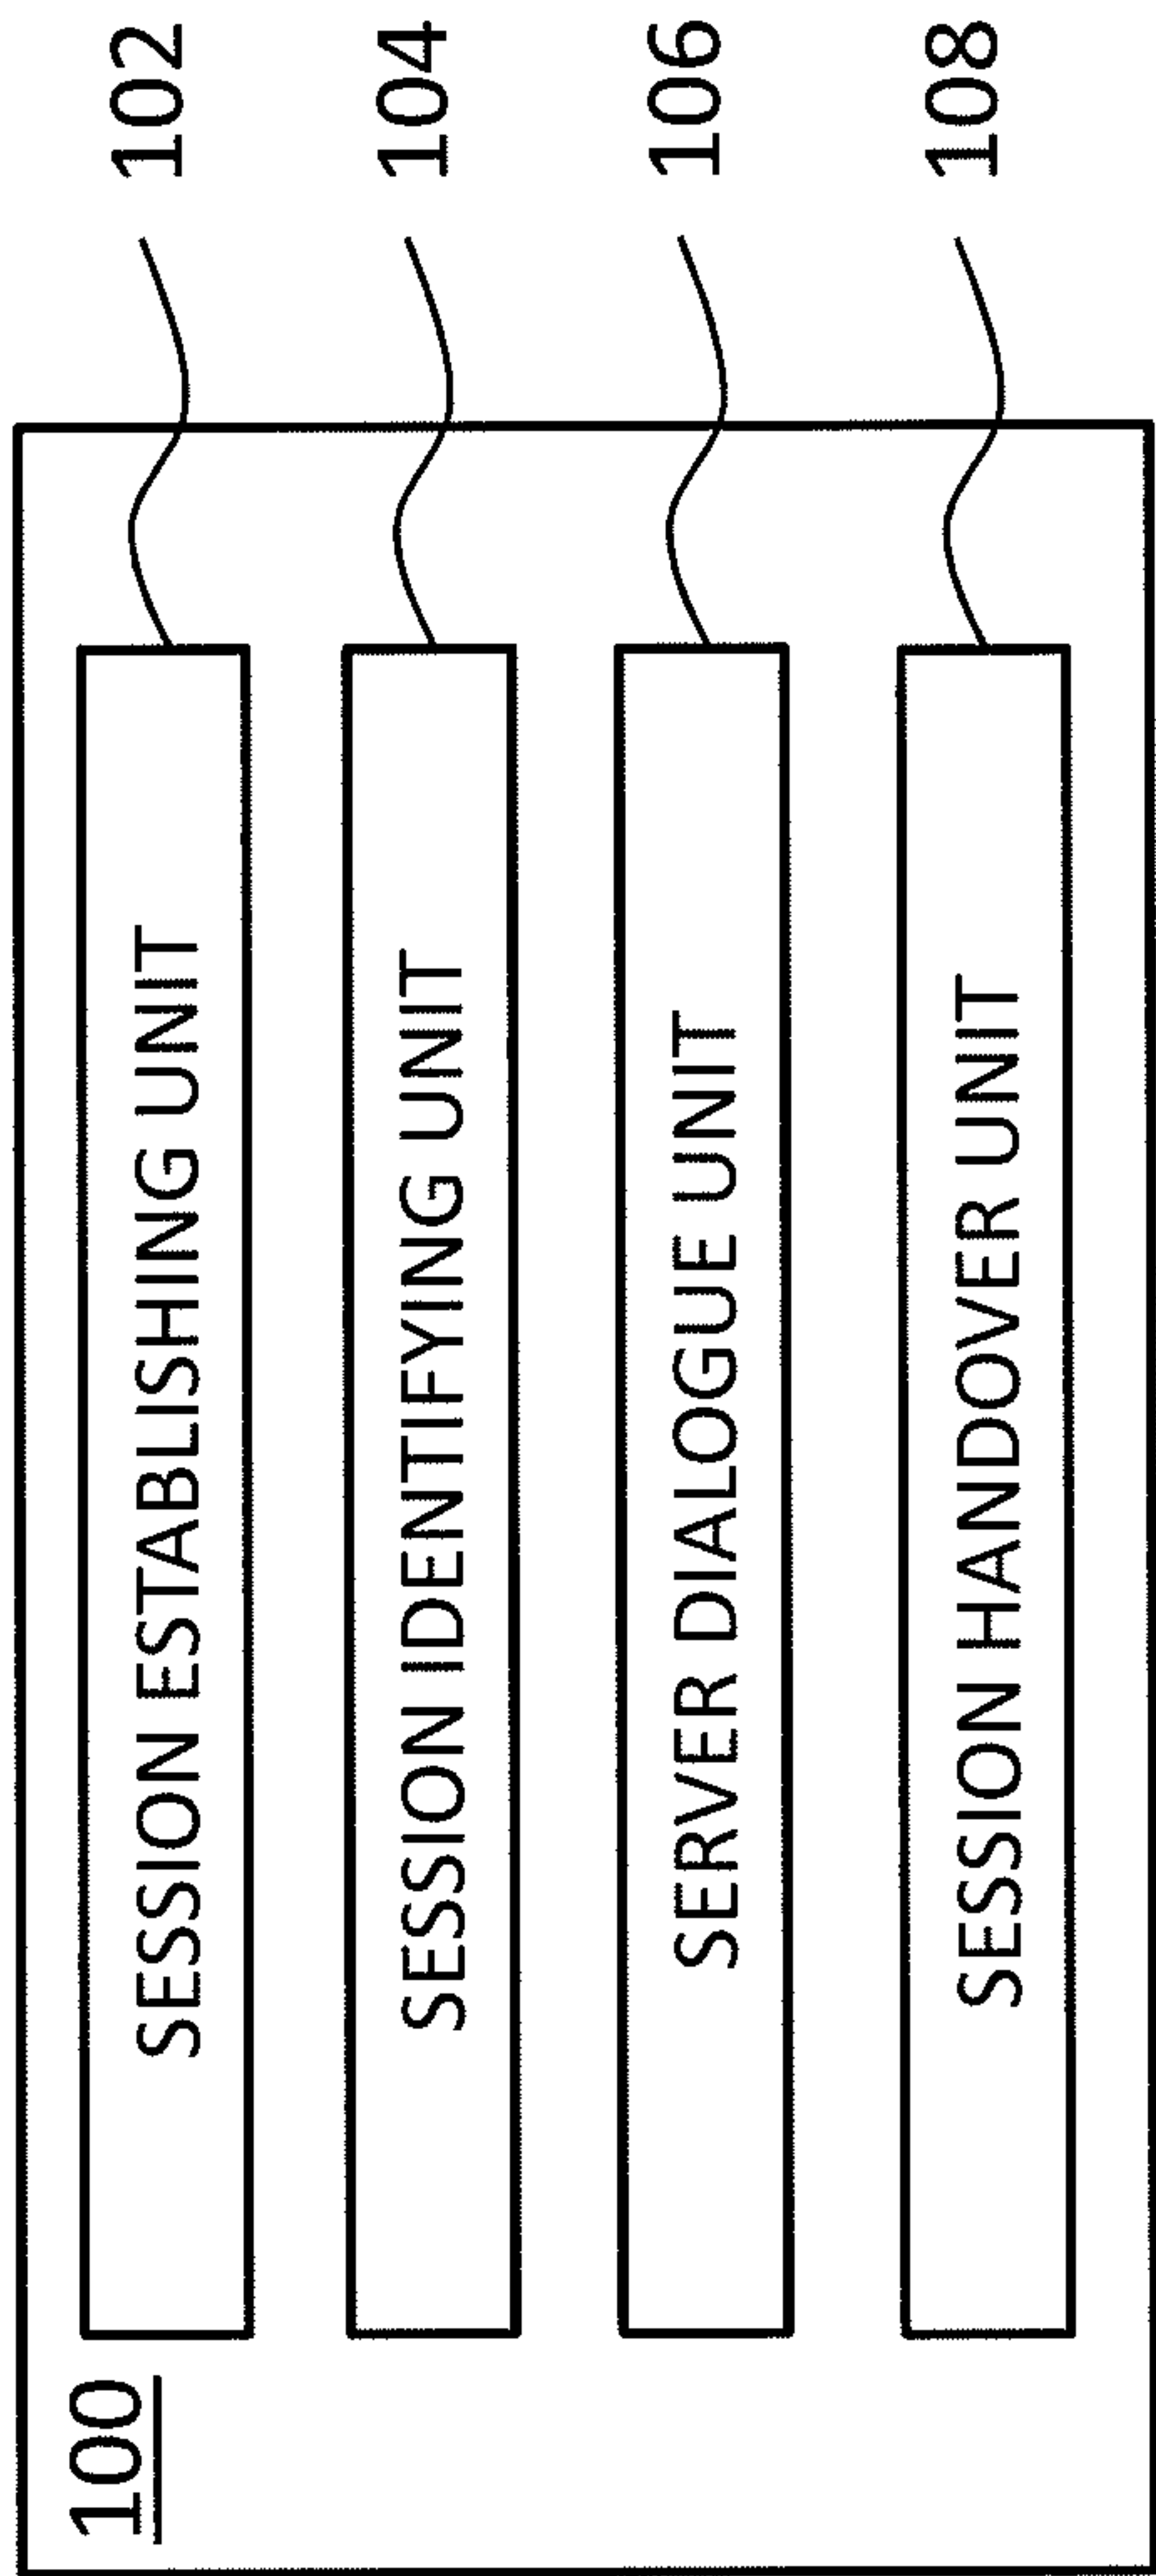 100
SESSION ESTABLISHING UNIT 102
SESSION IDENTIFYING UNIT 104
SERVER DIALOGUE UNIT 106
SESSION HANDOVER UNIT 108